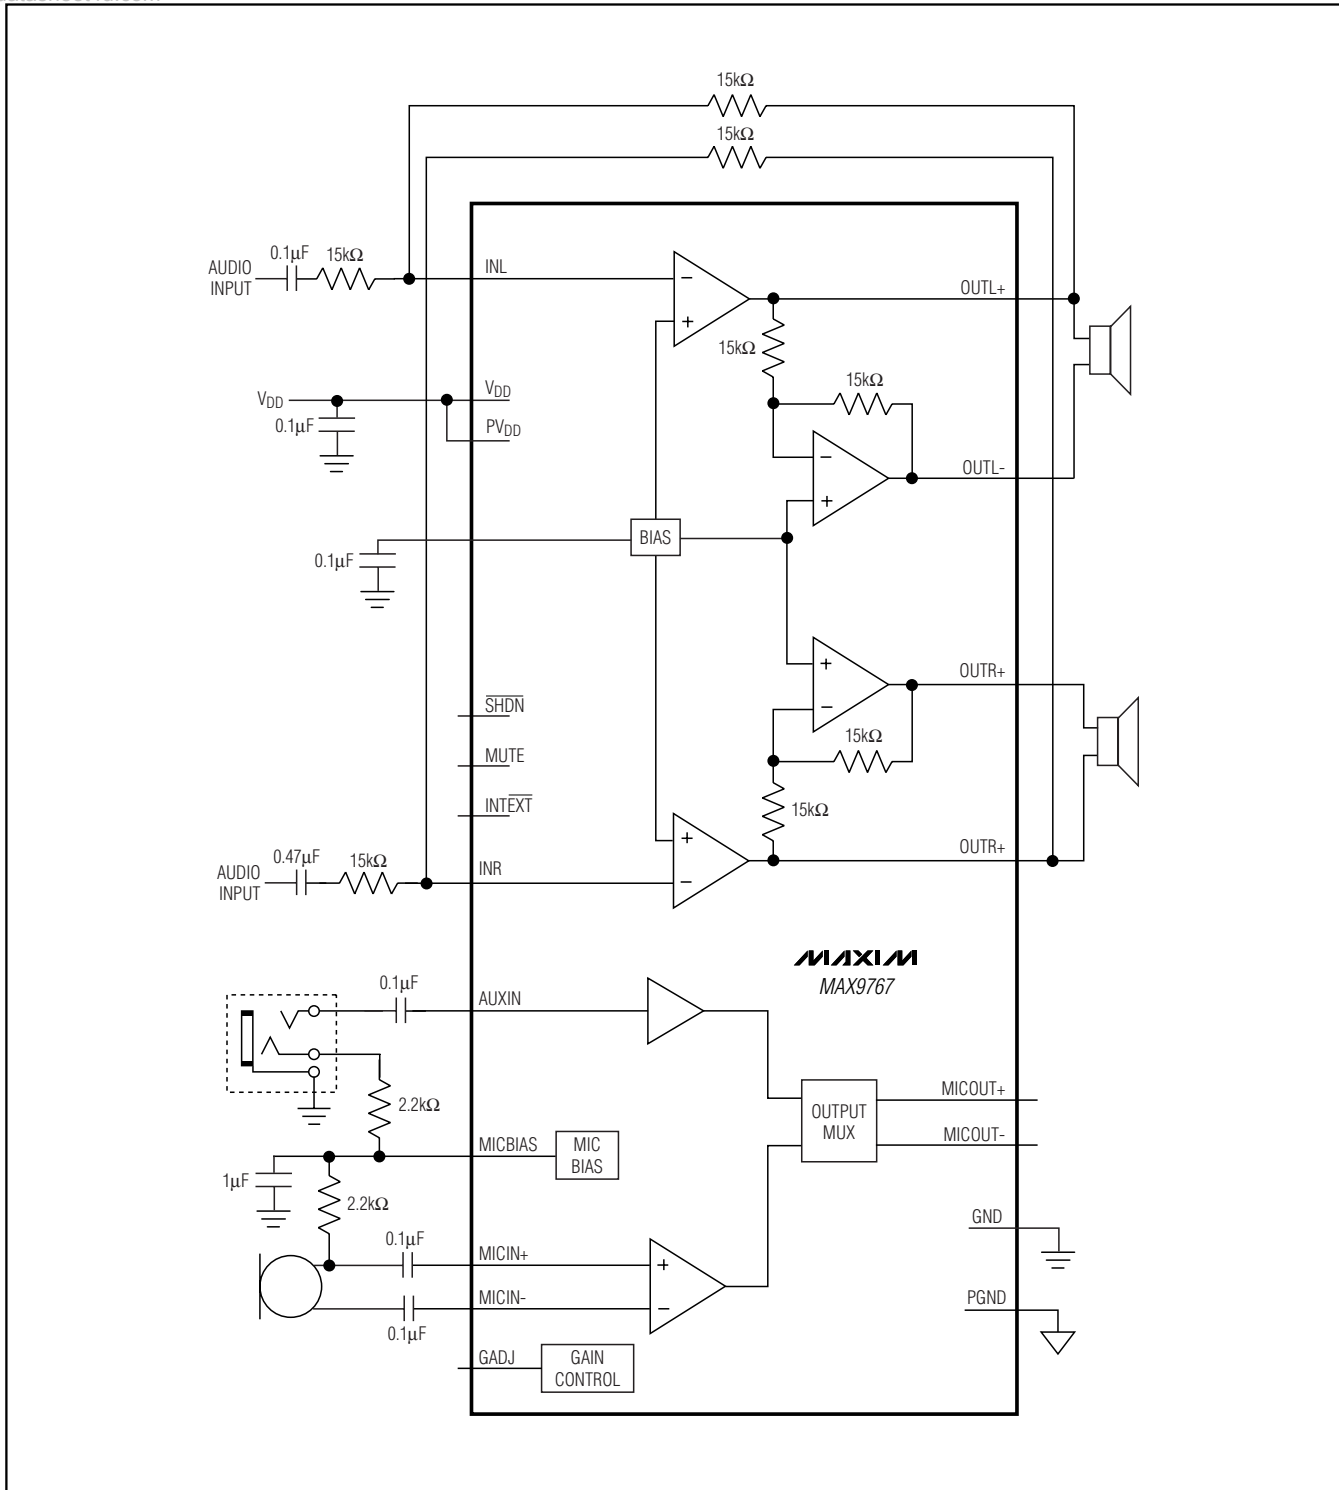 15kΩ
15kΩ
AUDIO
INPUT
0.1µF
15kΩ
INL
−
+
OUTL+
15kΩ
15kΩ
VDD
0.1µF
VDD
PVDD
−
+
OUTL-
BIAS
0.1µF
+
−
OUTR+
SHDN
MUTE
15kΩ
INTEXT
15kΩ
AUDIO
INPUT
0.47µF
15kΩ
INR
+
−
OUTR+
MAXIM
MAX9767
0.1µF
AUXIN
2.2kΩ
OUTPUT
MUX
MICOUT+
MICOUT-
MICBIAS
MIC
BIAS
1µF
2.2kΩ
GND
0.1µF
MICIN+
+
MICIN-
−
0.1µF
PGND
GADJ
GAIN
CONTROL